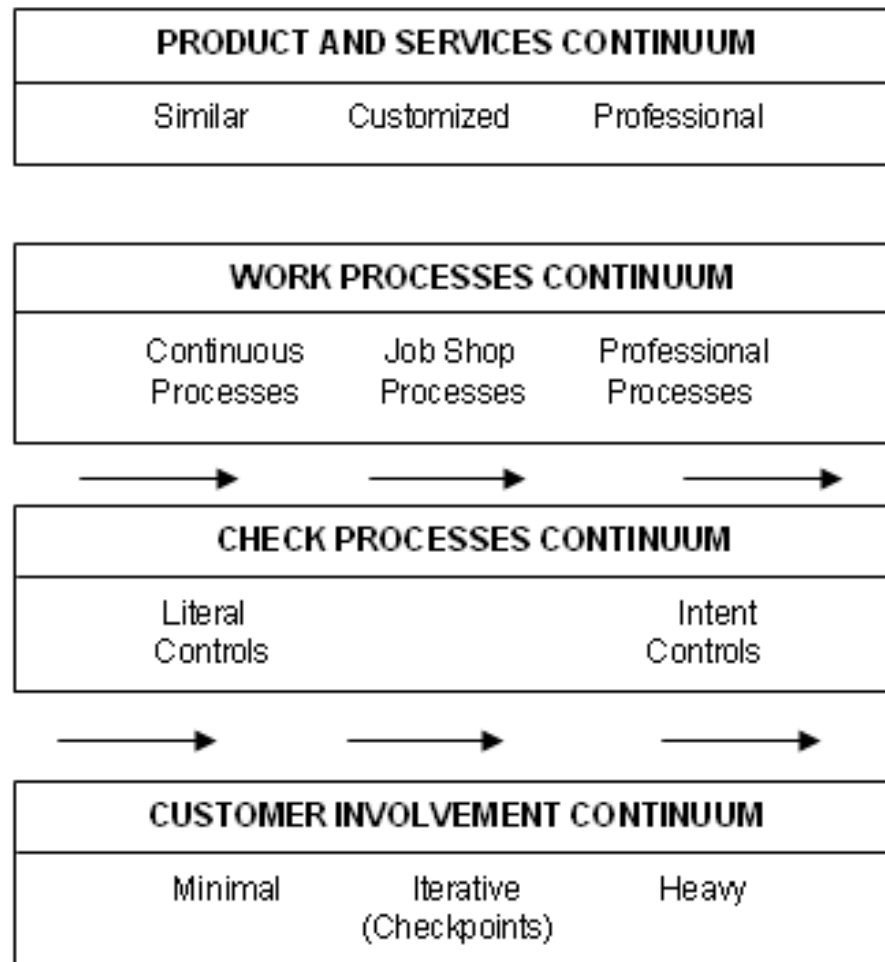 PRODUCT AND SERVICES CONTINUUM
Similar Customized Professional
WORK PROCESSES CONTINUUM
Continuous Job Shop Professional
Processes Processes Processes
CHECK PROCESSES CONTINUUM
Literal Intent
Controls Controls
CUSTOMER INVOLVEMENT CONTINUUM
Minimal Iterative Heavy
(Checkpoints)